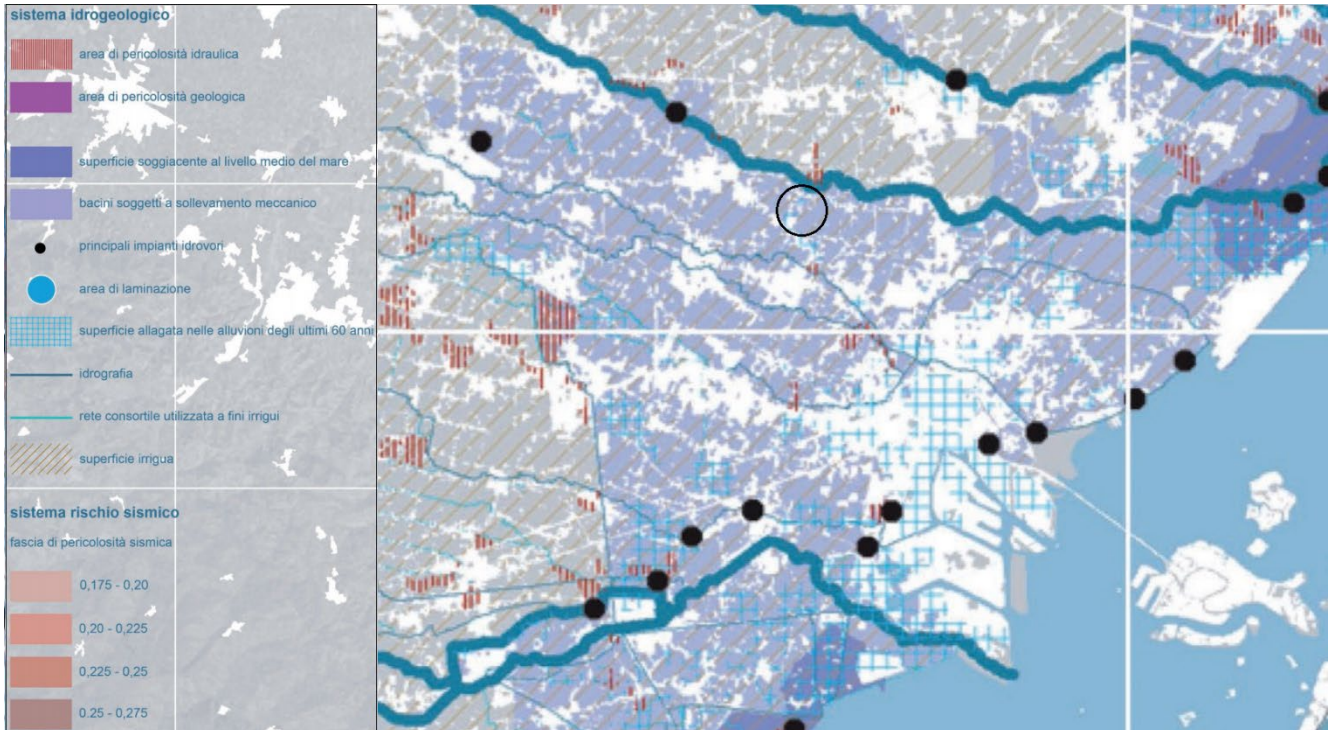 sistema idrogeologico
area di pericolosità idraulica
area di pericolosità geologica
superficie soggiacente al livello medio del mare
bacini soggetti a sollevamento meccanico
principali impianti idrovori
area di laminazione
superficie allagata nelle alluvioni degli ultimi 60 anni
idrografia
rete consortile utilizzata a fini irrigui
superficie irrigua
sistema rischio sismico
fascia di pericolosità sismica
0,175 - 0,20
0,20 - 0,225
0,225 - 0,25
0.25 - 0,275